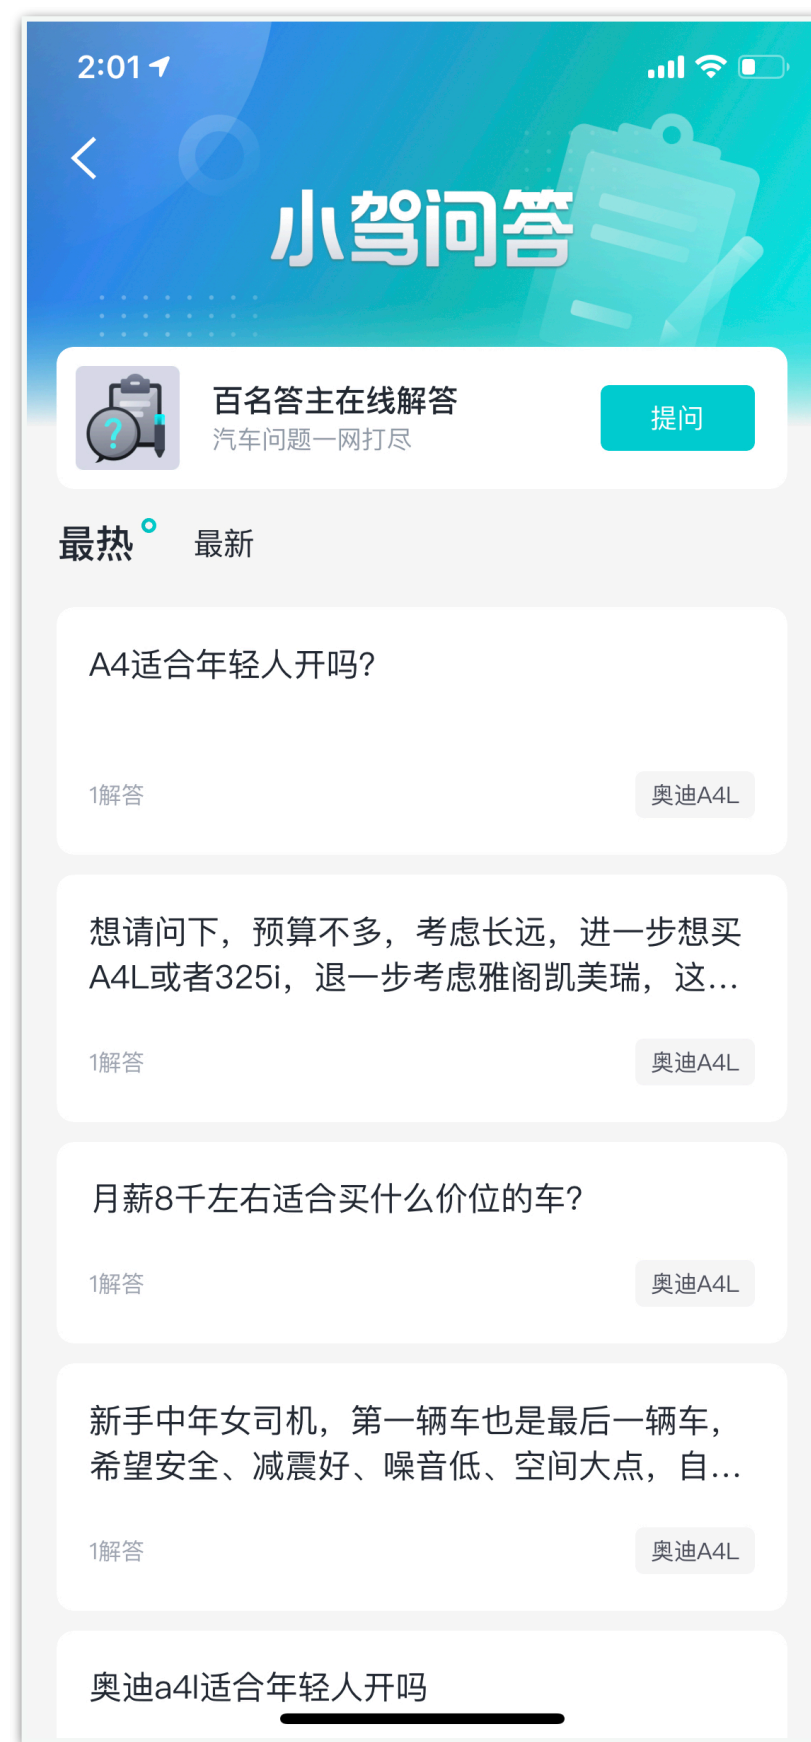 2:01
小驾问答
?
百名答主在线解答
汽车问题一网打尽
提问
最热
最新
A4适合年轻人开吗?
1解答
奥迪A4L
想请问下，预算不多，考虑长远，进一步想买
A4L或者325i，退一步考虑雅阁凯美瑞，这...
1解答
奥迪A4L
月薪8千左右适合买什么价位的车?
1解答
奥迪A4L
新手中年女司机，第一辆车也是最后一辆车，
希望安全、减震好、噪音低、空间大点，自...
1解答
奥迪A4L
奥迪a4l适合年轻人开吗